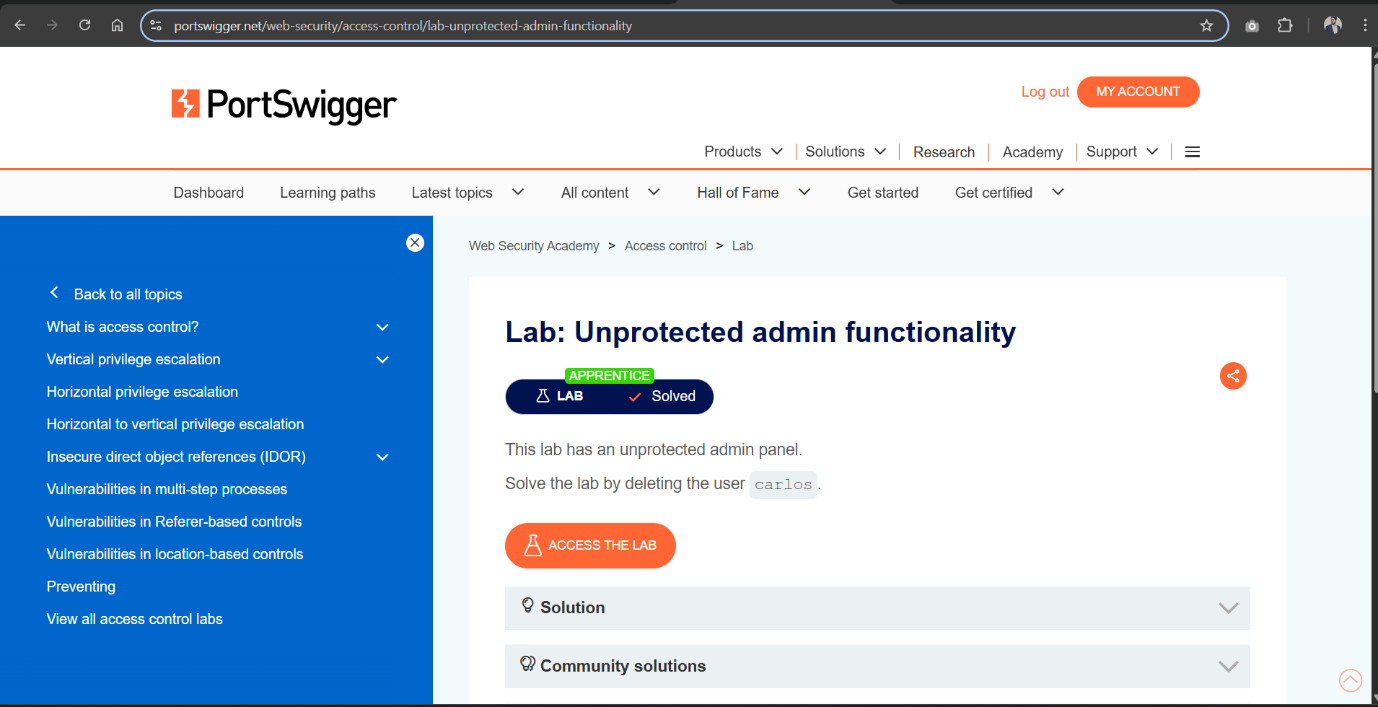 portswigger.net/web-security/access-control/lab-unprotected-admin-functionality
PortSwigger
Log out MY ACCOUNT
Products Solutions Research Academy Support
Dashboard Learning paths Latest topics All content Hall of Fame Get started Get certified
Back to all topics
What is access control?
Vertical privilege escalation
Horizontal privilege escalation
Horizontal to vertical privilege escalation
Insecure direct object references (IDOR)
Vulnerabilities in multi-step processes
Vulnerabilities in Referer-based controls
Vulnerabilities in location-based controls
Preventing
View all access control labs
Web Security Academy > Access control > Lab
Lab: Unprotected admin functionality
APPRENTICE
LAB Solved
This lab has an unprotected admin panel.
Solve the lab by deleting the user carlos.
ACCESS THE LAB
Solution
Community solutions